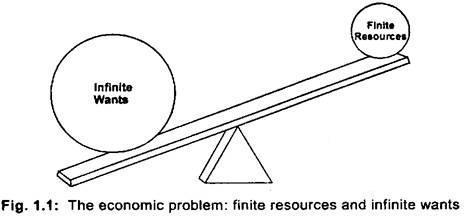 Finite
Resources
Infinite
Wants
Fig. 1.1: The economic problem: finite resources and infinite wants